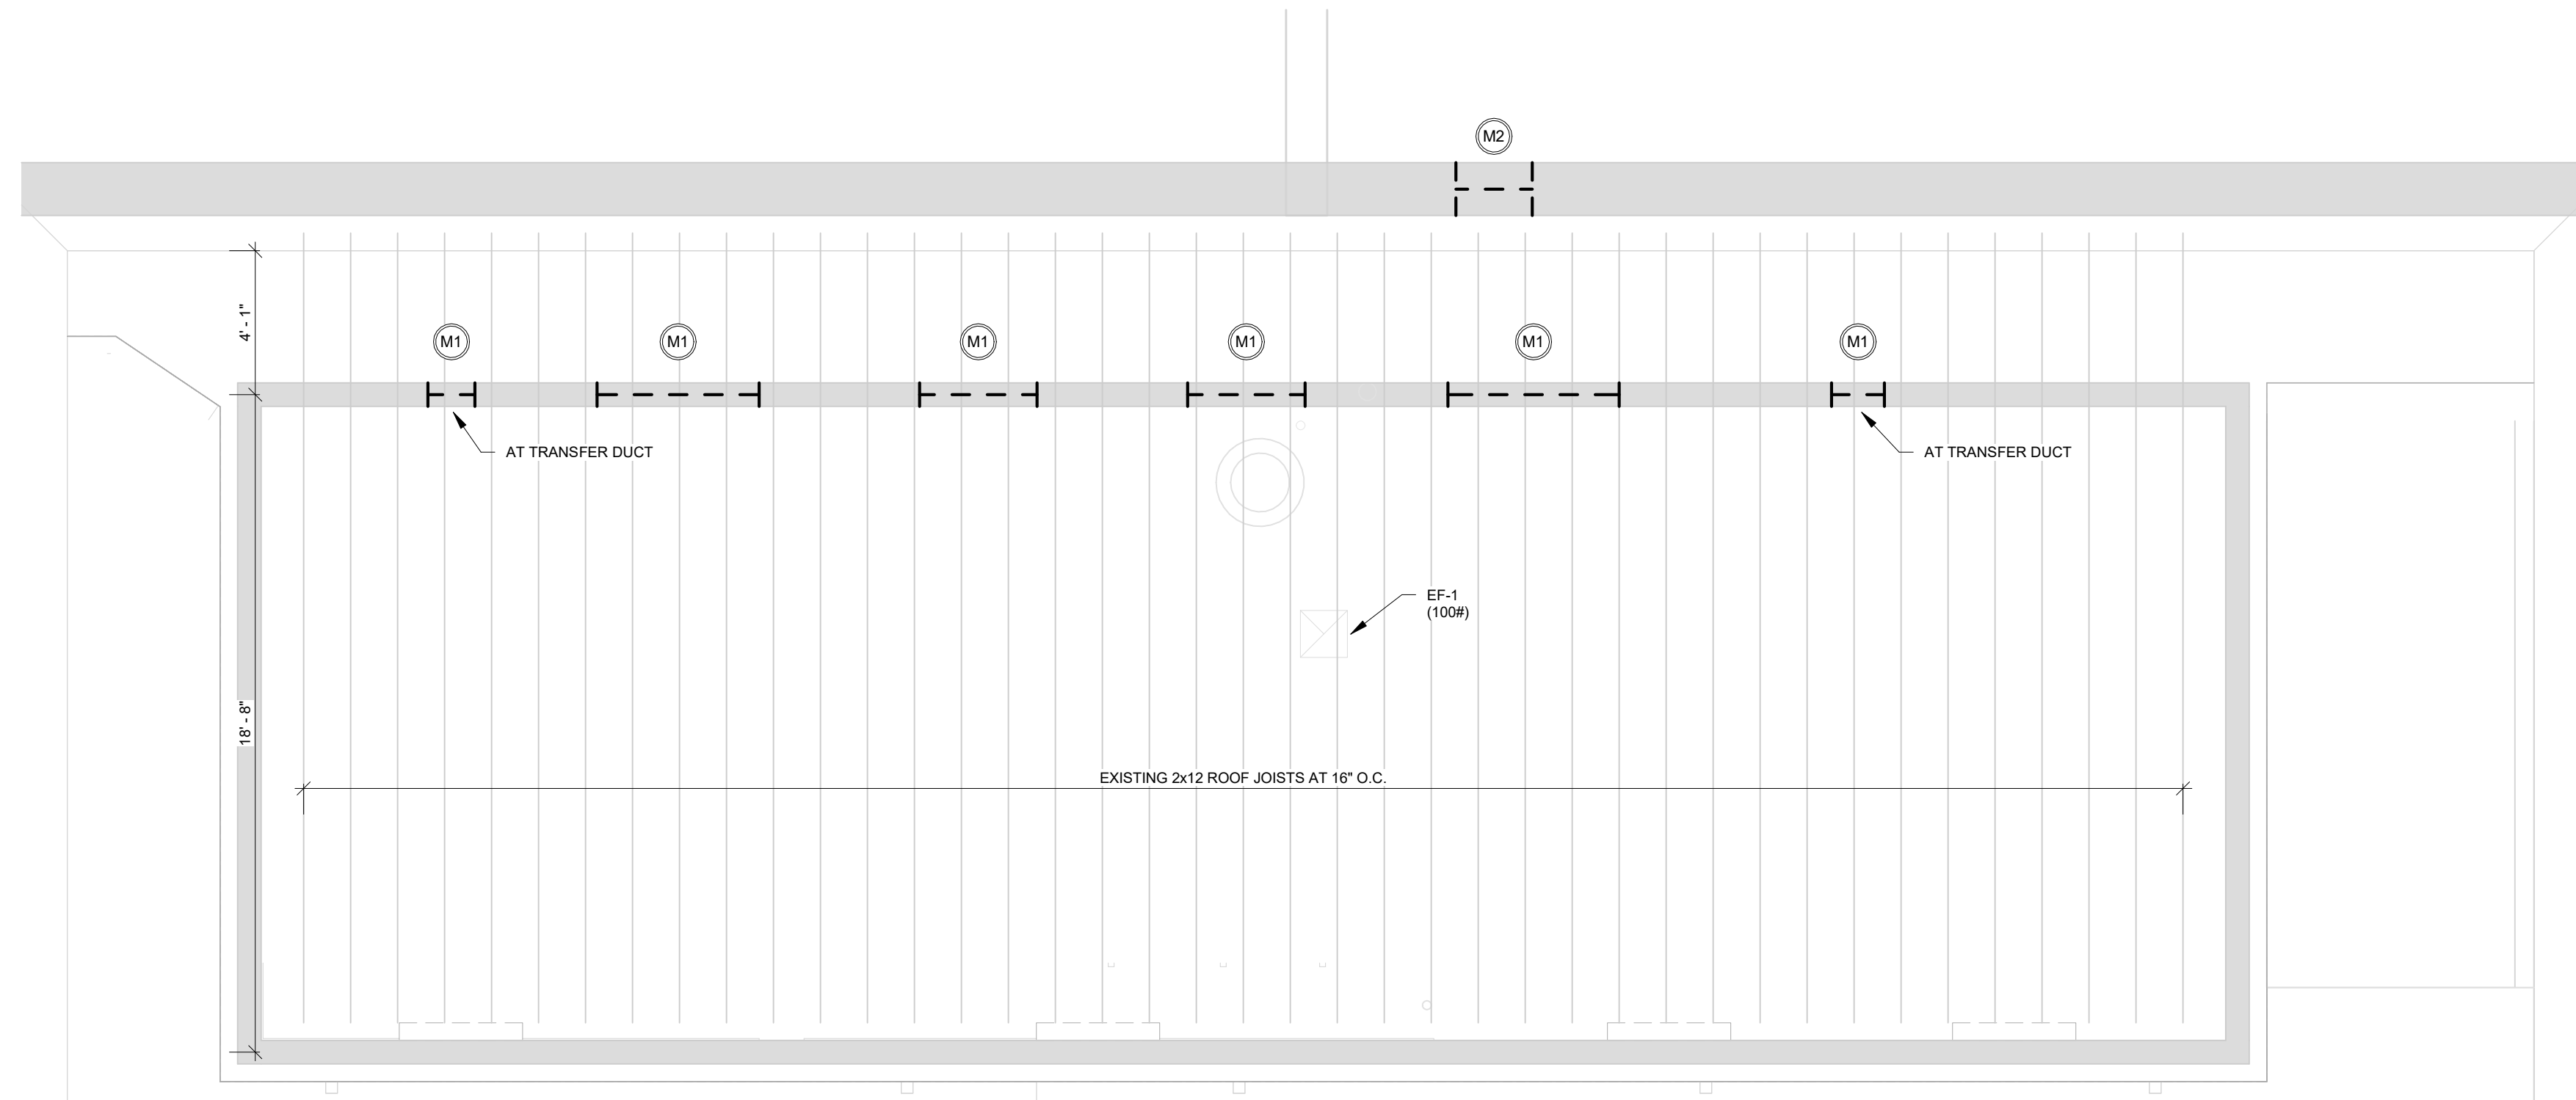 M2
4' - 1"
M1
M1
M1
M1
M1
M1
AT TRANSFER DUCT
AT TRANSFER DUCT
EF-1
(100#)
18' - 8"
EXISTING 2x12 ROOF JOISTS AT 16" O.C.